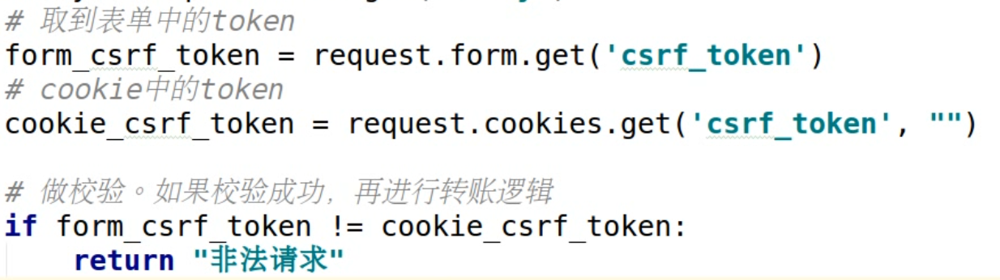 # 取到表单中的token
form_csrf_token = request.form.get('csrf_token')
# cookie中的token
cookie_csrf_token = request.cookies.get('csrf_token', "")
# 做校验。如果校验成功，再进行转账逻辑
if form_csrf_token != cookie_csrf_token:
    return "非法请求"